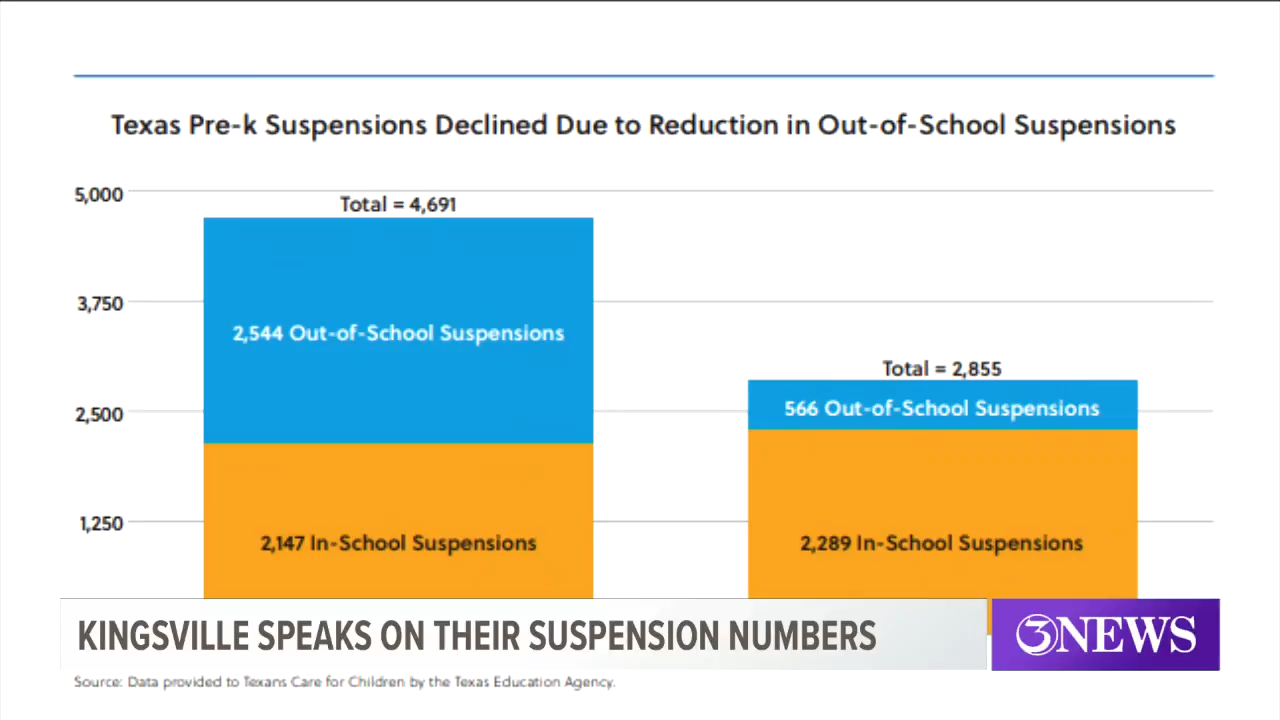 Texas Pre-k Suspensions Declined Due to Reduction in Out-of-School Suspensions
5,000
Total = 4,691
2,544 Out-of-School Suspensions
3,750
Total = 2,855
566 Out-of-School Suspensions
2,500
1,250
2,147 In-School Suspensions
2,289 In-School Suspensions
KINGSVILLE SPEAKS ON THEIR SUSPENSION NUMBERS
3NEWS
Source: Data provided to Texans Care for Children by the Texas Education Agency.